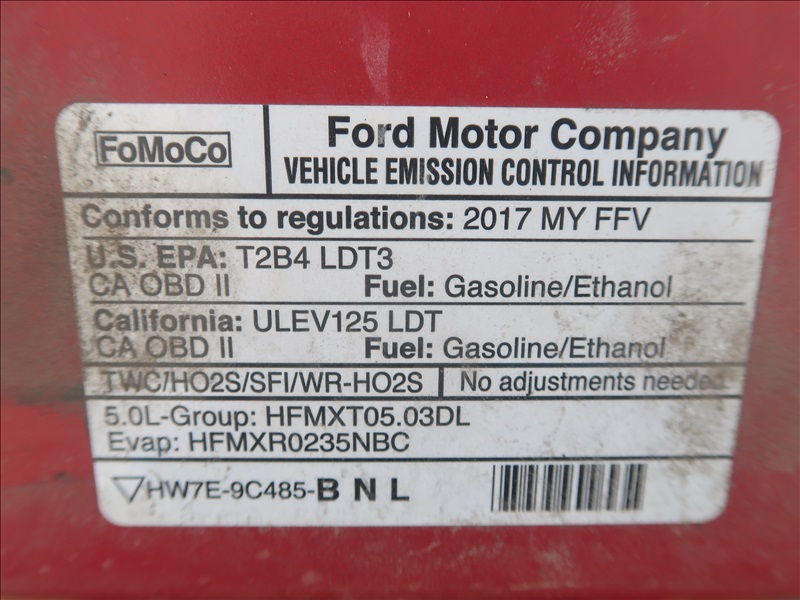 FoMoCo
Ford Motor Company
VEHICLE EMISSION CONTROL INFORMATION
Conforms to regulations: 2017 MY FFV
U.S. EPA: T2B4 LDT3
CA OBD II Fuel: Gasoline/Ethanol
California: ULEV125 LDT
CA OBD II Fuel: Gasoline/Ethanol
TWC/HO2S/SFI/WR-HO2S No adjustments needed
5.0L-Group: HFMXT05.03DL
Evap: HFMXR0235NBC
HW7E-9C485-B N L